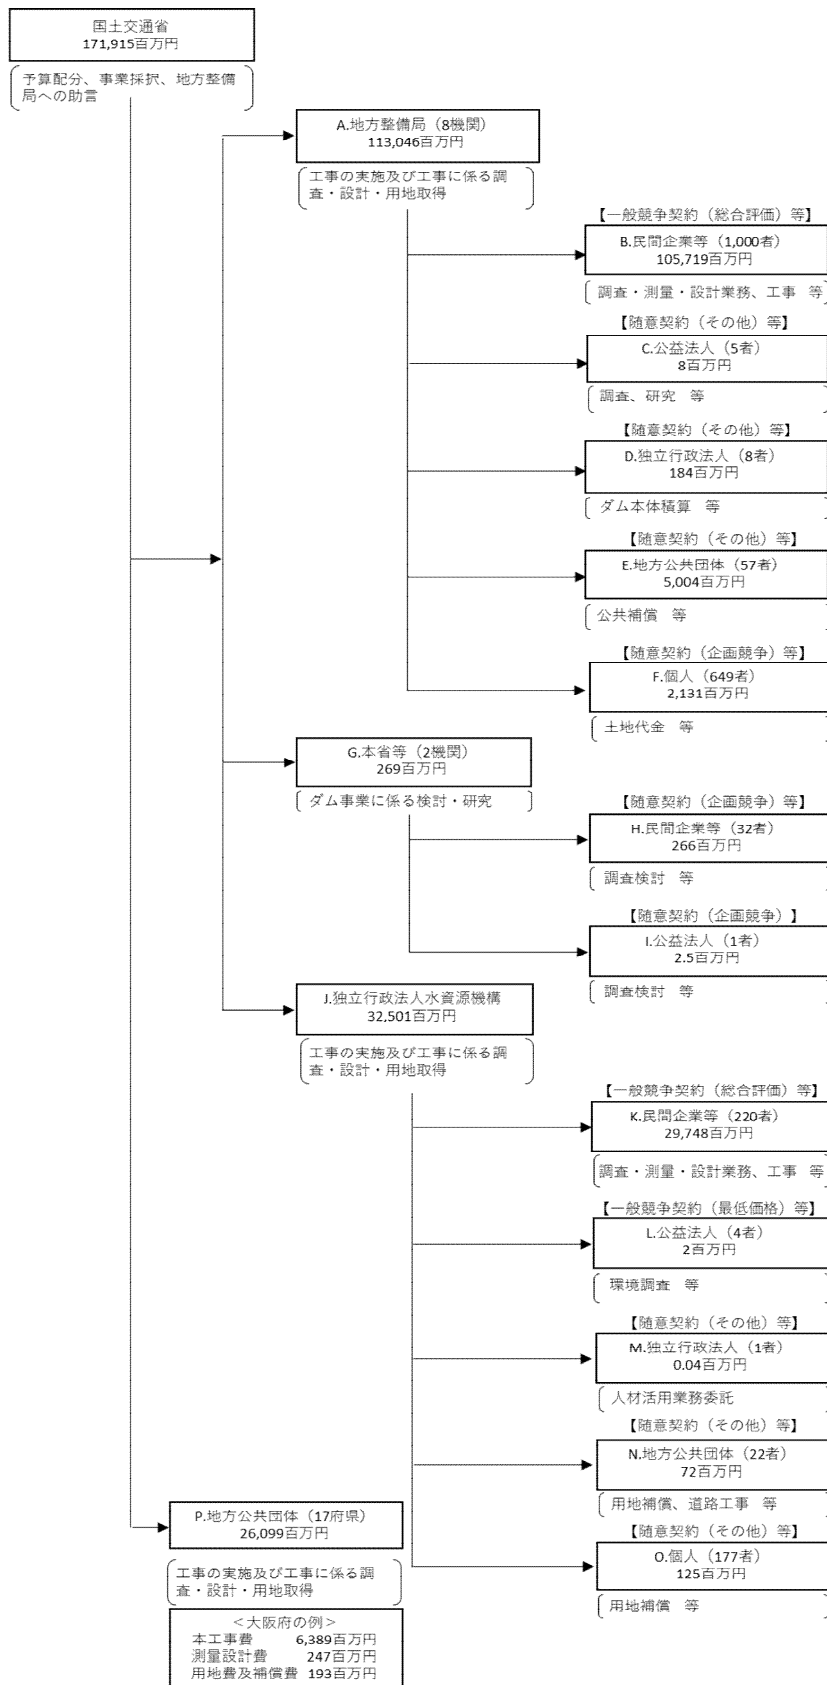 国土交通省
171,915百万円
予算配分、事業採択、地方整備
局への助言
A.地方整備局（8機関）
113,046百万円
工事の実施及び工事に係る調
査・設計・用地取得
【一般競争契約（総合評価）等】
B.民間企業等（1,000者）
105,719百万円
調査・測量・設計業務、工事　等
【随意契約（その他）等】
C.公益法人（5者）
8百万円
調査、研究　等
【随意契約（その他）等】
D.独立行政法人（8者）
184百万円
ダム本体積算　等
【随意契約（その他）等】
E.地方公共団体（57者）
5,004百万円
公共補償　等
【随意契約（企画競争）等】
F.個人（649者）
2,131百万円
土地代金　等
G.本省等（2機関）
269百万円
ダム事業に係る検討・研究
【随意契約（企画競争）等】
H.民間企業等（32者）
266百万円
調査検討　等
【随意契約（企画競争）】
I.公益法人（1者）
2.5百万円
調査検討　等
J.独立行政法人水資源機構
32,501百万円
工事の実施及び工事に係る調
査・設計・用地取得
【一般競争契約（総合評価）等】
K.民間企業等（220者）
29,748百万円
調査・測量・設計業務、工事　等
【一般競争契約（最低価格）等】
L.公益法人（4者）
2百万円
環境調査　等
【随意契約（その他）等】
M.独立行政法人（1者）
0.04百万円
人材活用業務委託
【随意契約（その他）等】
N.地方公共団体（22者）
72百万円
用地補償、道路工事　等
【随意契約（その他）等】
O.個人（177者）
125百万円
用地補償　等
P.地方公共団体（17府県）
26,099百万円
工事の実施及び工事に係る調
査・設計・用地取得
＜大阪府の例＞
本工事費　6,389百万円
測量設計費　247百万円
用地費及補償費　193百万円